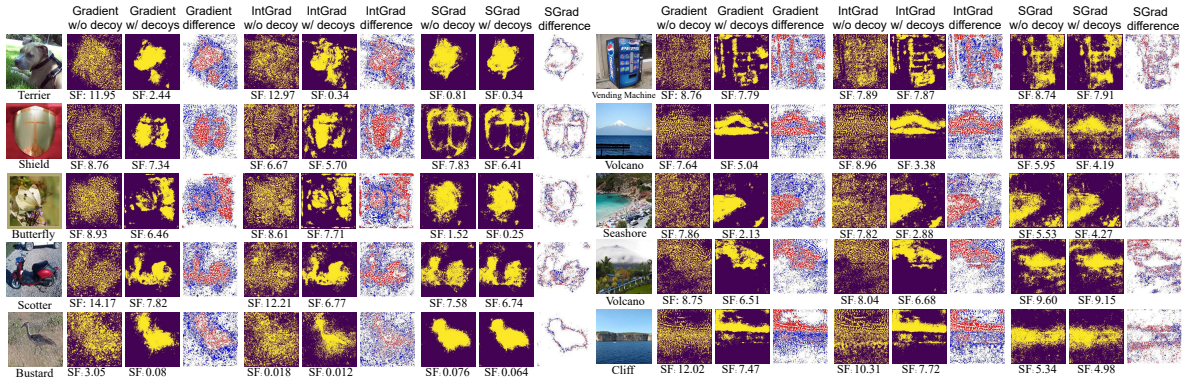 Gradient w/o decoy Gradient w/ decoys Gradient difference IntGrad w/o decoy IntGrad w/ decoys IntGrad difference SGrad w/o decoy SGrad w/ decoys SGrad difference
Terrier SF: 11.95 SF: 2.44 SF: 12.97 SF: 0.34 SF: 0.81 SF: 0.34
Shield SF: 8.76 SF: 7.34 SF: 6.67 SF: 5.70 SF: 7.83 SF: 6.41
Butterfly SF: 8.93 SF: 6.46 SF: 8.61 SF: 7.71 SF: 1.52 SF: 0.25
Scotter SF: 14.17 SF: 7.82 SF: 12.21 SF: 6.77 SF: 7.58 SF: 6.74
Bustard SF: 3.05 SF: 0.08 SF: 0.018 SF: 0.012 SF: 0.076 SF: 0.064
Gradient w/o decoy Gradient w/ decoys Gradient difference IntGrad w/o decoy IntGrad w/ decoys IntGrad difference SGrad w/o decoy SGrad w/ decoys SGrad difference
PEPSI
Vending Machine SF: 8.76 SF: 7.79 SF: 7.89 SF: 7.87 SF: 8.74 SF: 7.91
Volcano SF: 7.64 SF: 5.04 SF: 8.96 SF: 3.38 SF: 5.95 SF: 4.19
Seashore SF: 7.86 SF: 2.13 SF: 7.82 SF: 2.88 SF: 5.53 SF: 4.27
Volcano SF: 8.75 SF: 6.51 SF: 8.04 SF: 6.68 SF: 9.60 SF: 9.15
Cliff SF: 12.02 SF: 7.47 SF: 10.31 SF: 7.72 SF: 5.34 SF: 4.98